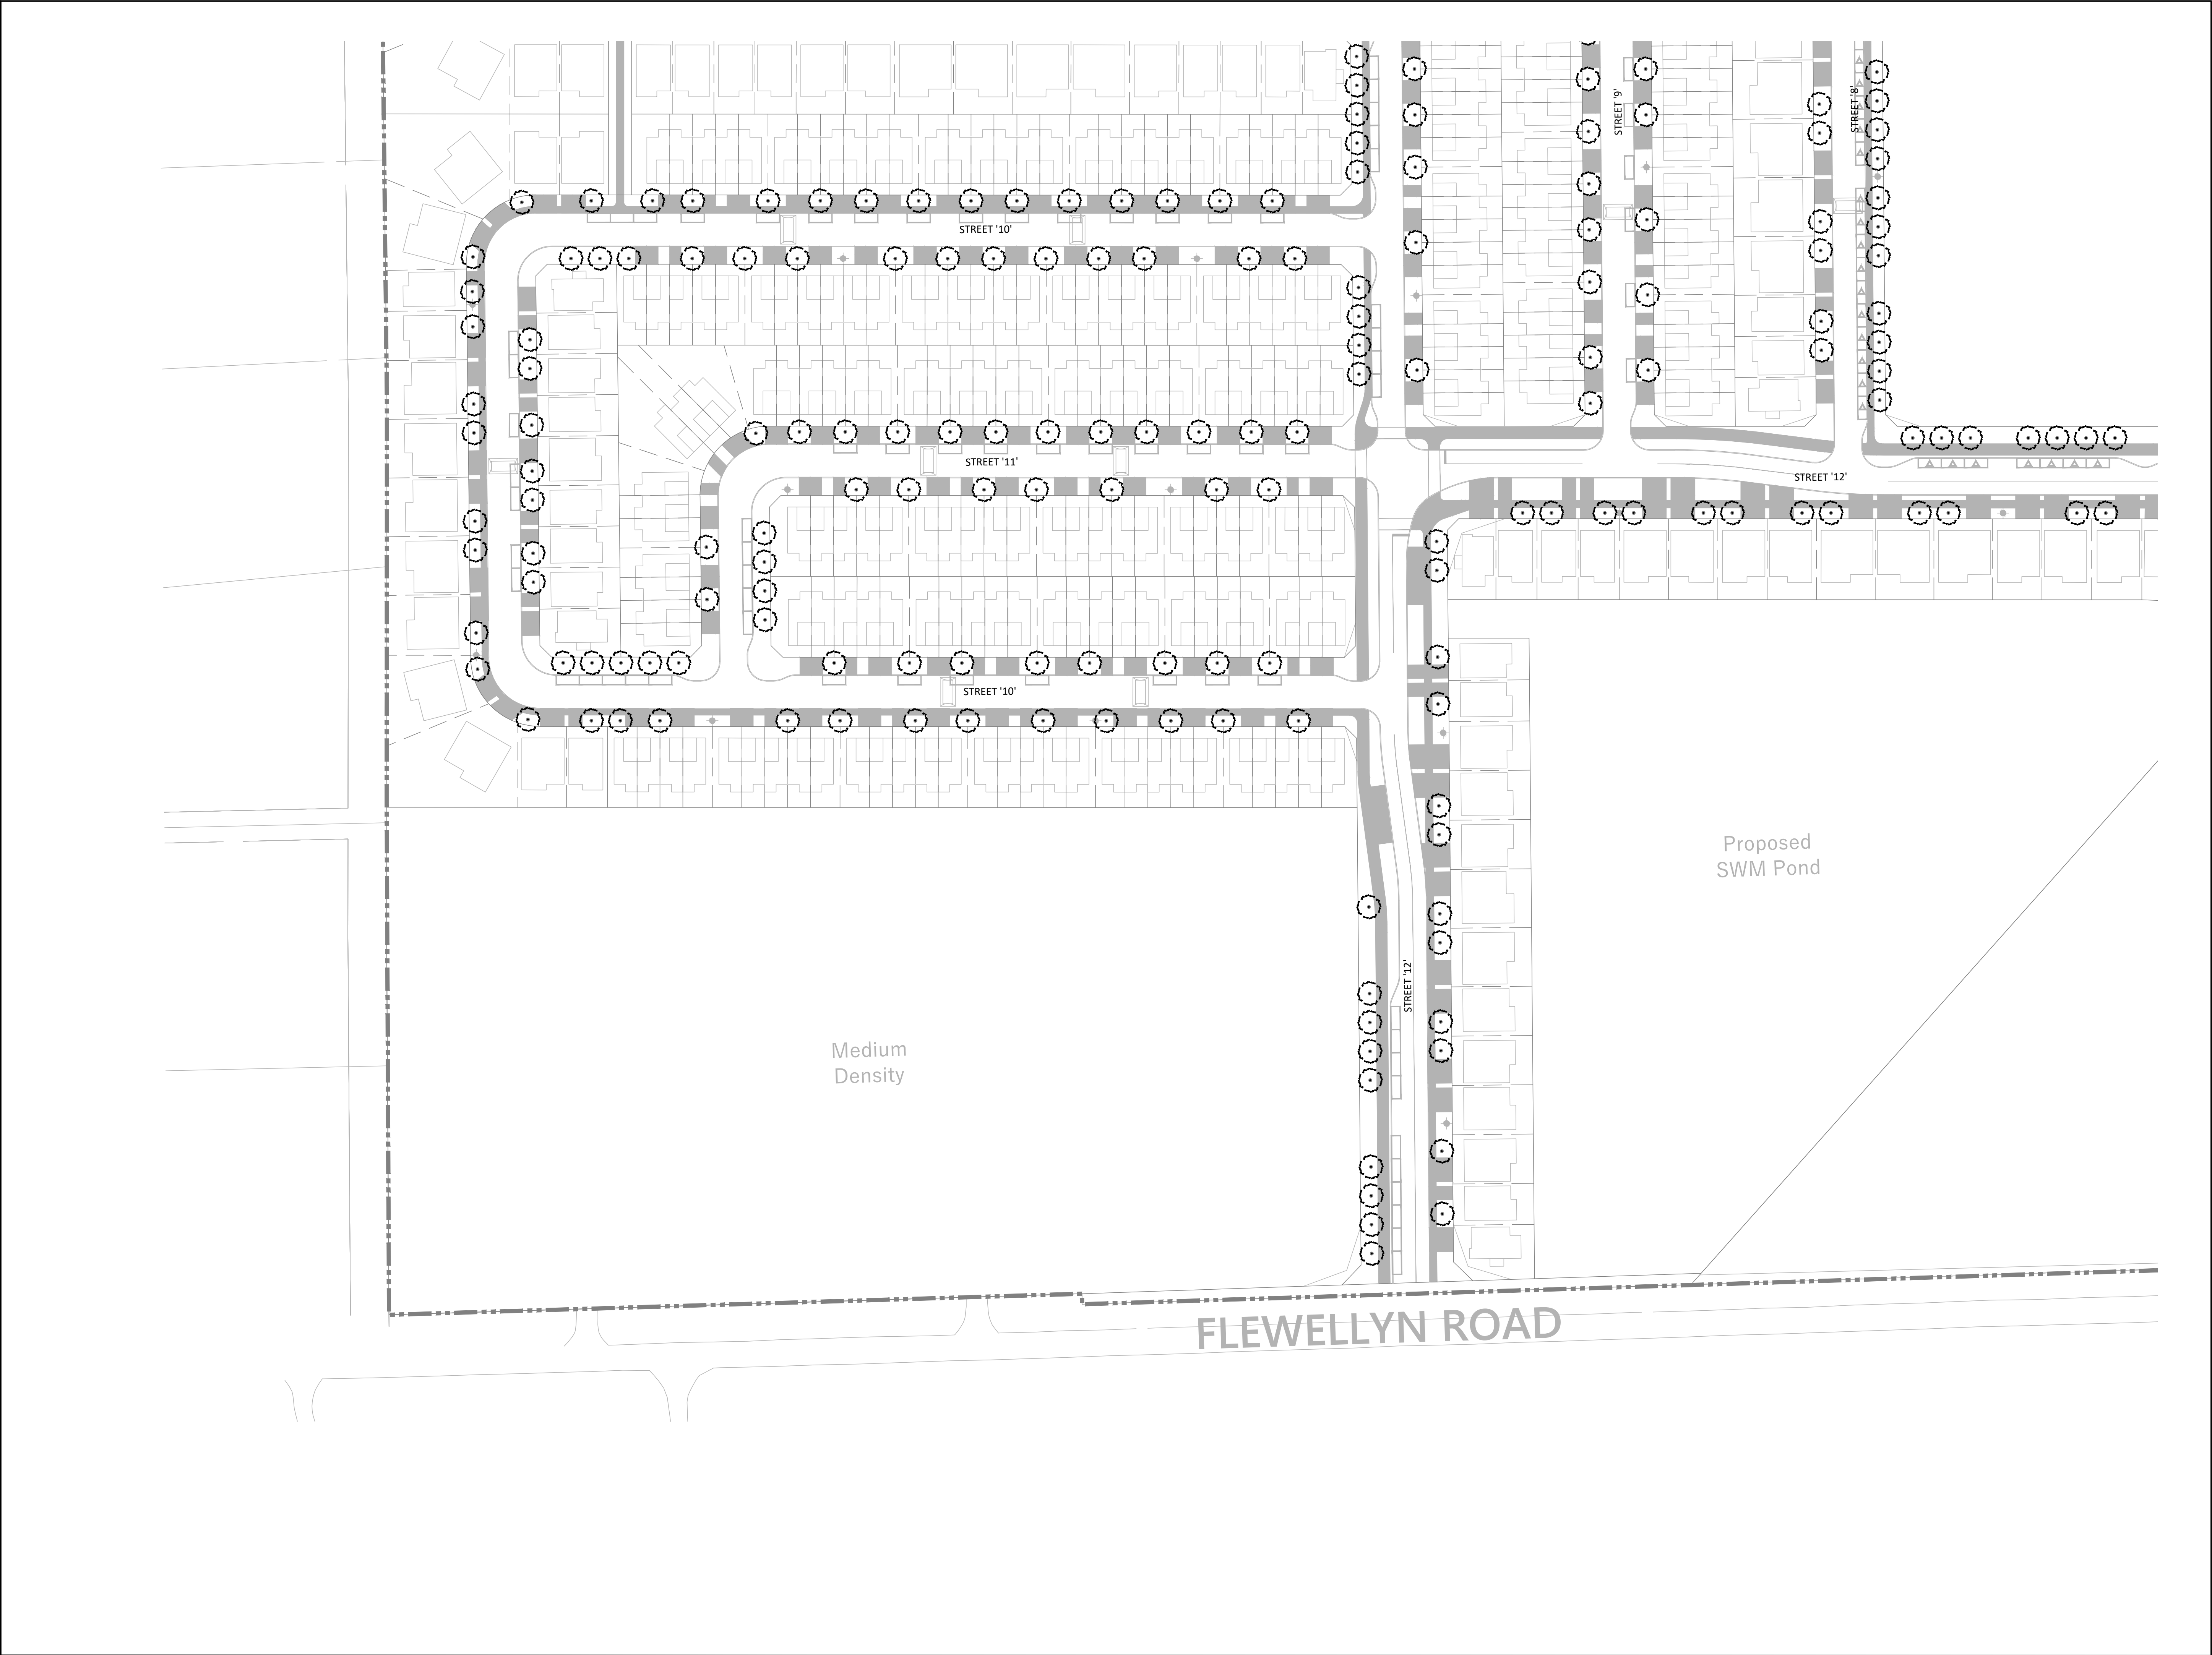 STREET '9'
STREET '8'
STREET '10'
STREET '11'
STREET '12'
STREET '10'
Proposed
SWM Pond
STREET '12'
Medium
Density
FLEWELLYN ROAD